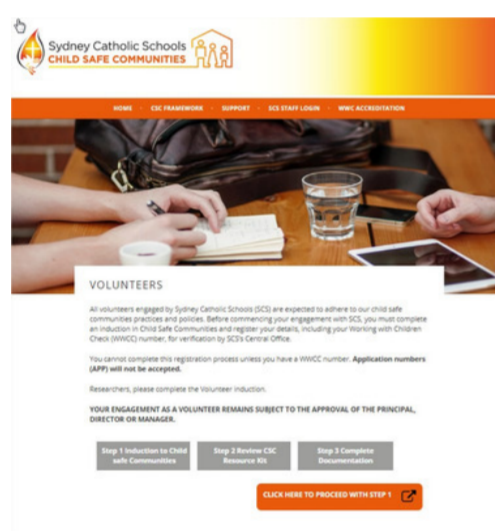 Sydney Catholic Schools
CHILD SAFE COMMUNITIES
HOME · CSC FRAMEWORK · SUPPORT · SCS STAFF LOGIN · WWC ACCREDITATION
VOLUNTEERS
All volunteers engaged by Sydney Catholic Schools (SCS) are expected to adhere to our child safe
communities practices and policies. Before commencing your engagement with SCS, you must complete
an induction in Child Safe Communities and register your details, including your Working with Children
Check (WWCC) number, for verification by SCS's Central Office.
You cannot complete this registration process unless you have a WWCC number. Application numbers
(APP) will not be accepted.
Researchers, please complete the Volunteer induction.
YOUR ENGAGEMENT AS A VOLUNTEER REMAINS SUBJECT TO THE APPROVAL OF THE PRINCIPAL,
DIRECTOR OR MANAGER.
Step 1 Induction to Child
safe Communities
Step 2 Review CSC
Resource Kit
Step 3 Complete
Documentation
CLICK HERE TO PROCEED WITH STEP 1